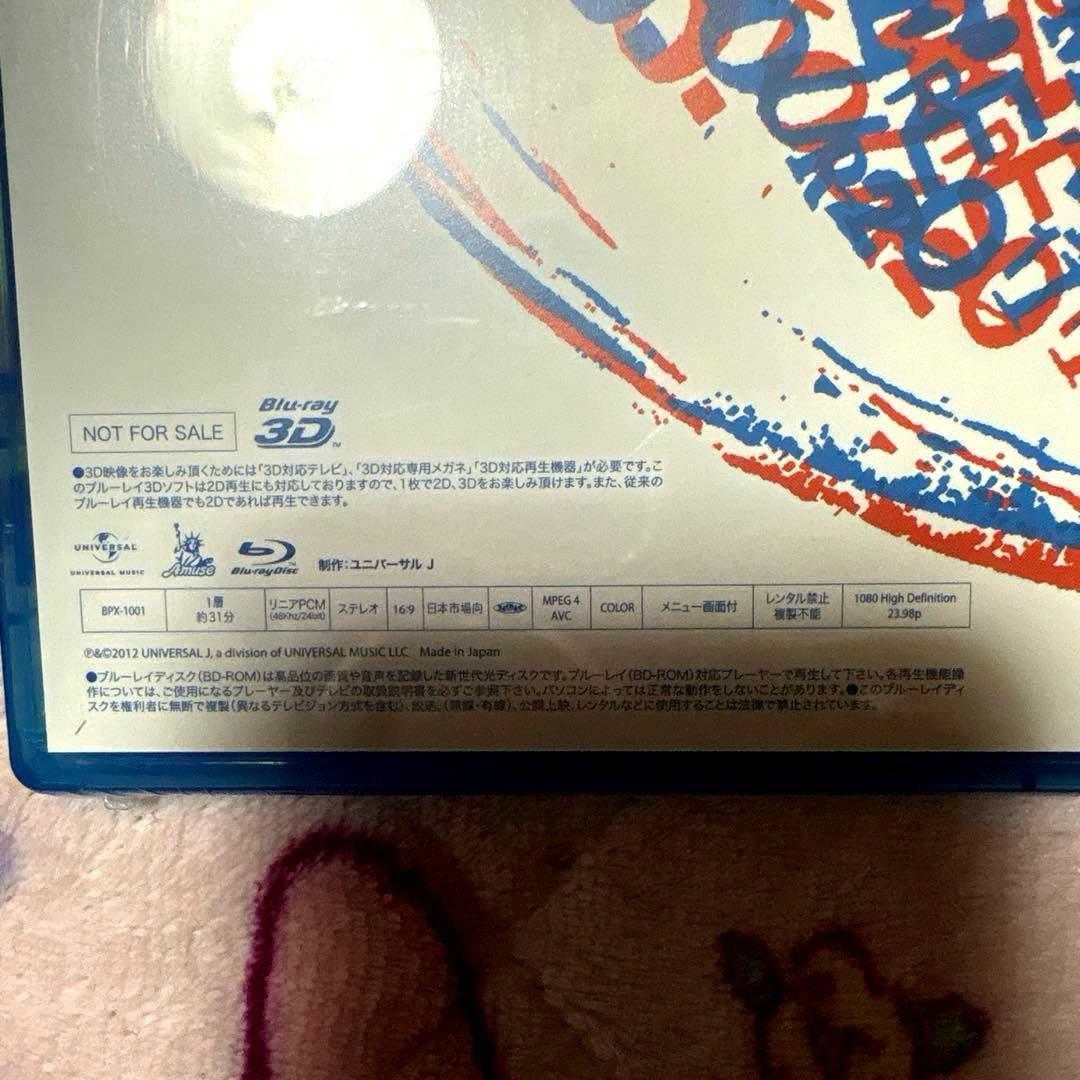 NOT FOR SALE
Blu-ray
3D™
●3D映像をお楽しみ頂くためには「3D対応テレビ」、「3D対応専用メガネ」「3D対応再生機器」が必要です。こ
のブルーレイ3Dソフトは2D再生にも対応しておりますので、1枚で2D、3Dをお楽しみ頂けます。また、従来の
ブルーレイ再生機器でも2Dであれば再生できます。
UNIVERSAL
UNIVERSAL MUSIC
Amuse
Blu-ray Disc™
制作:ユニバーサル J
BPX-1001
1層
約31分
リニアPCM
(48Khz/24bit)
ステレオ
16:9
日本市場向
MPEG 4
AVC
COLOR
メニュー画面付
レンタル禁止
複製不能
1080 High Definition
23.98p
℗&©2012 UNIVERSAL J, a division of UNIVERSAL MUSIC LLC Made in Japan
●ブルーレイディスク(BD-ROM)は高品位の画質や音声を記録した新世代光ディスクです。ブルーレイ(BD-ROM)対応プレーヤーで再生して下さい。各再生機能操
作については、ご使用になるプレーヤー及びテレビの取扱説明書を必ずご参照下さい。パソコンによっては正常な動作をしないことがあります。●このブルーレイディ
スクを権利者に無断で複製(異なるテレビジョン方式を含む)、放送、(無線・有線)、公開上映、レンタルなどに使用することは法律で禁止されています。